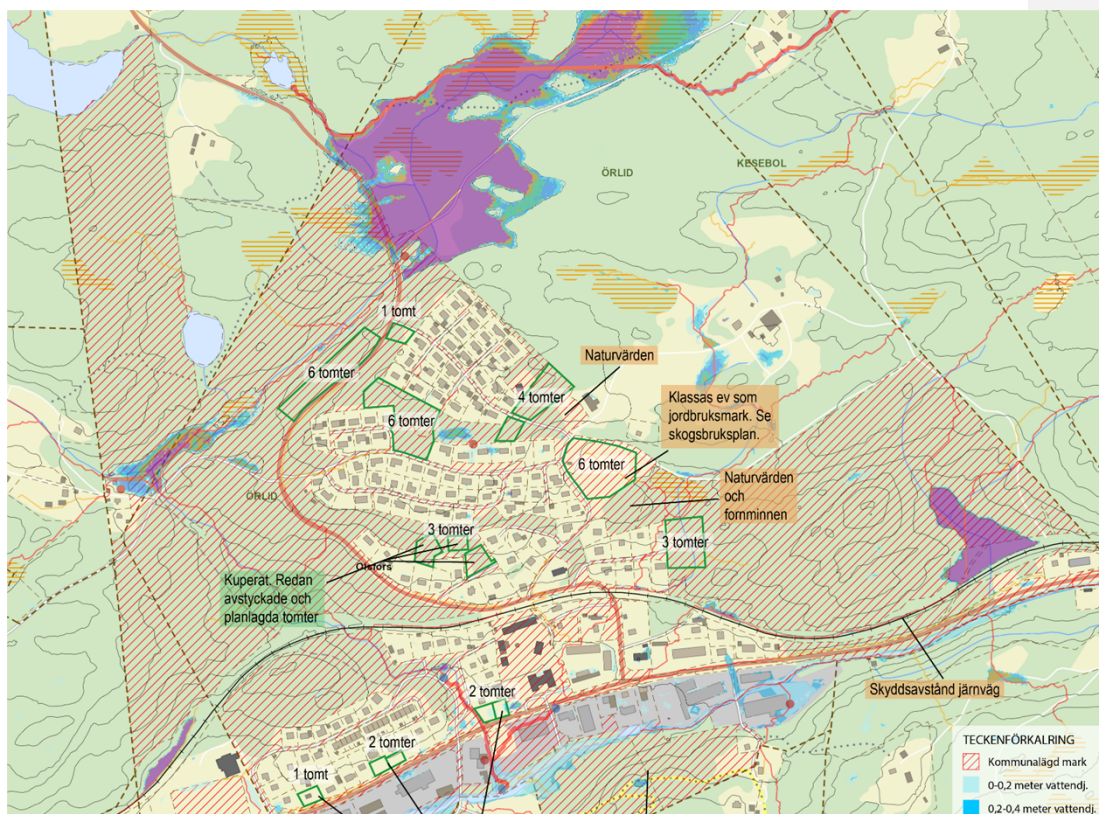 KESEBOL
ÖRLID
1 tomt
Naturvärden
6 tomter
4 tomter
Klassas ev som
jordbruksmark. Se
skogsbruksplan.
6 tomter
6 tomter
Naturvärden
och
fornminnen
ÖRLID
3 tomter
3 tomter
Olsfors
Kuperat. Redan
avstyckade och
planlagda tomter
Skyddsavstånd järnväg
2 tomter
2 tomter
1 tomt
TECKENFÖRKALRING
Kommunalägd mark
0-0,2 meter vattendj.
0,2-0,4 meter vattendj.